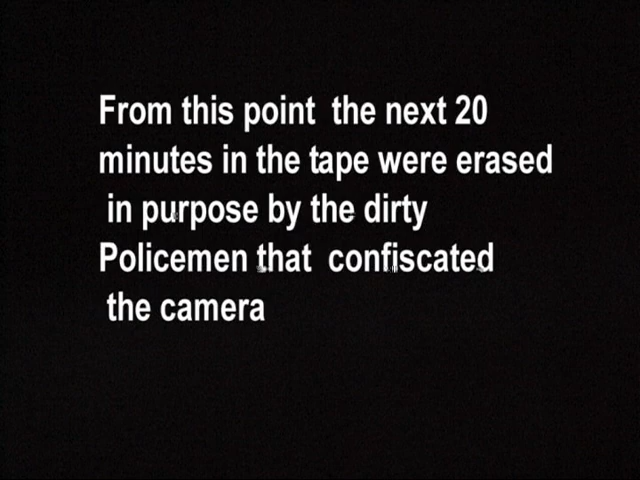 From this point the next 20
minutes in the tape were erased
in purpose by the dirty
Policemen that confiscated
the camera